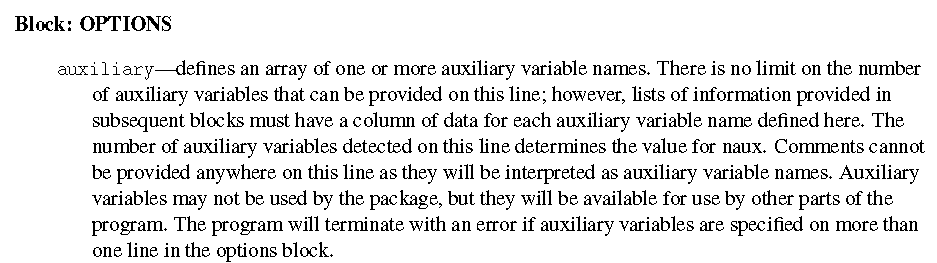 Block: OPTIONS
auxiliary—defines an array of one or more auxiliary variable names. There is no limit on the number
of auxiliary variables that can be provided on this line; however, lists of information provided in
subsequent blocks must have a column of data for each auxiliary variable name defined here. The
number of auxiliary variables detected on this line determines the value for naux. Comments cannot
be provided anywhere on this line as they will be interpreted as auxiliary variable names. Auxiliary
variables may not be used by the package, but they will be available for use by other parts of the
program. The program will terminate with an error if auxiliary variables are specified on more than
one line in the options block.